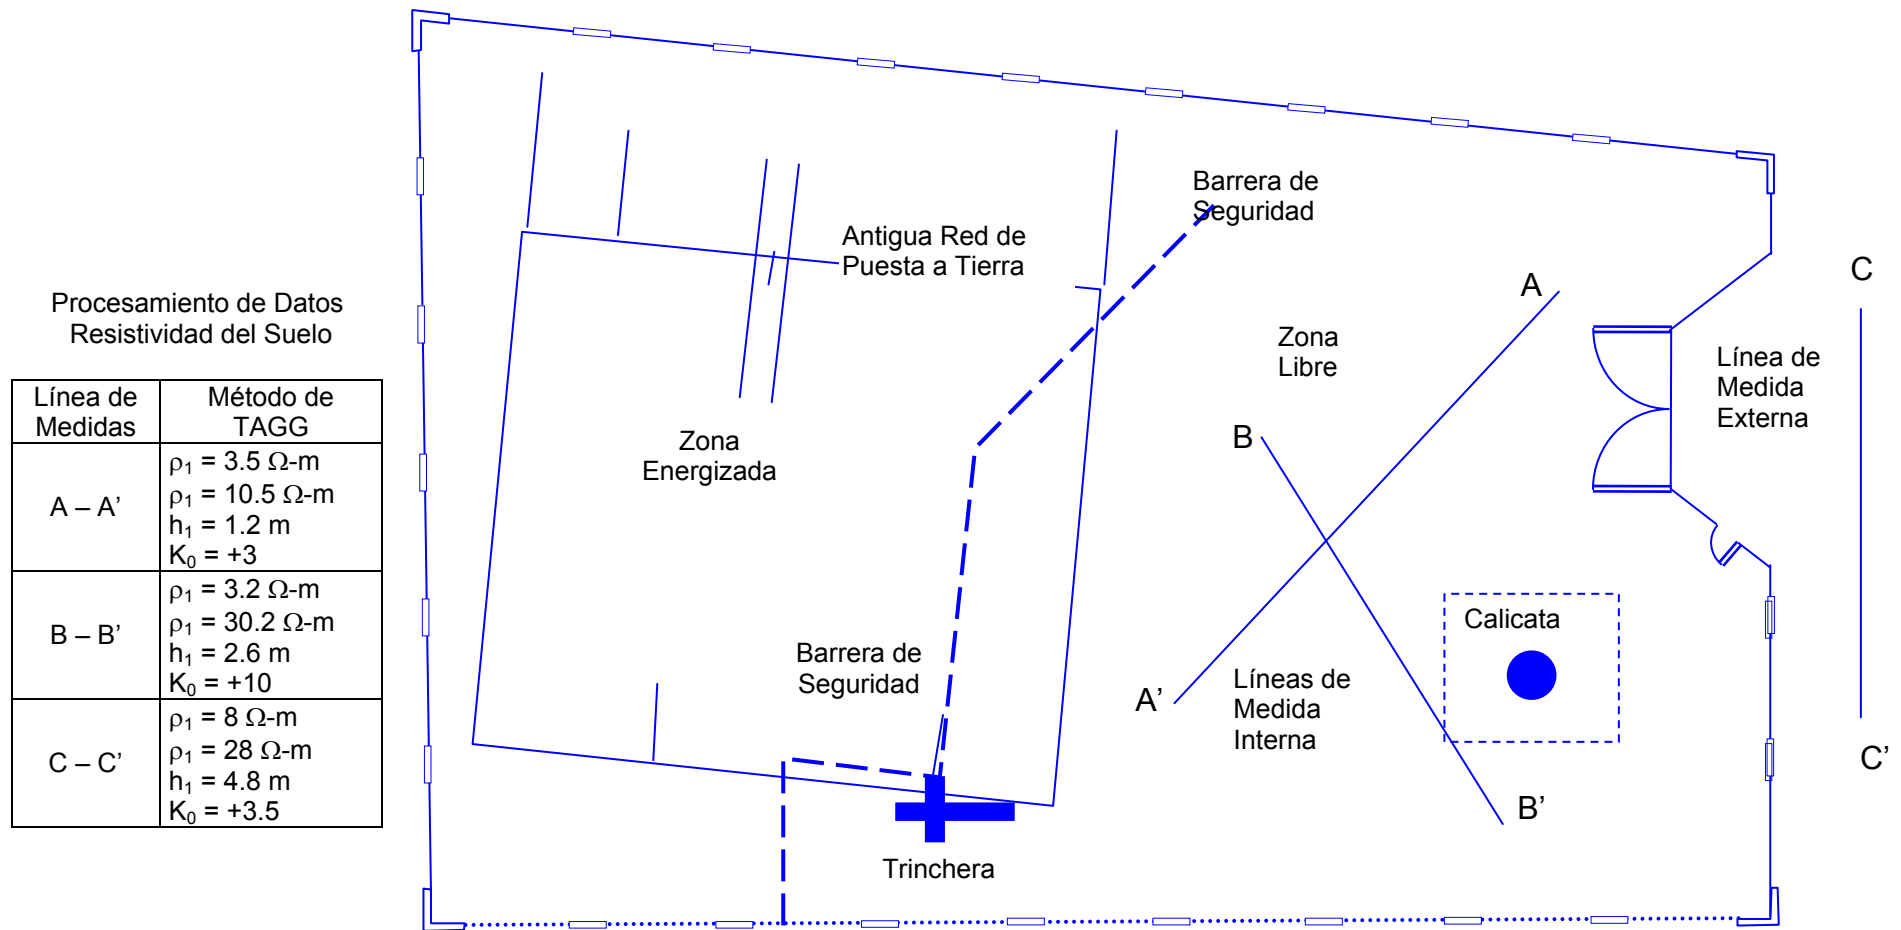 Procesamiento de Datos
Resistividad del Suelo
Línea de
Medidas
Método de
TAGG
A – A’
ρ₁ = 3.5 Ω-m
ρ₁ = 10.5 Ω-m
h₁ = 1.2 m
K₀ = +3
B – B’
ρ₁ = 3.2 Ω-m
ρ₁ = 30.2 Ω-m
h₁ = 2.6 m
K₀ = +10
C – C’
ρ₁ = 8 Ω-m
ρ₁ = 28 Ω-m
h₁ = 4.8 m
K₀ = +3.5
Barrera de
Seguridad
Antigua Red de
Puesta a Tierra
Zona
Energizada
Zona
Libre
A
B
C
Línea de
Medida
Externa
Calicata
Barrera de
Seguridad
A’
Líneas de
Medida
Interna
B’
C’
Trinchera